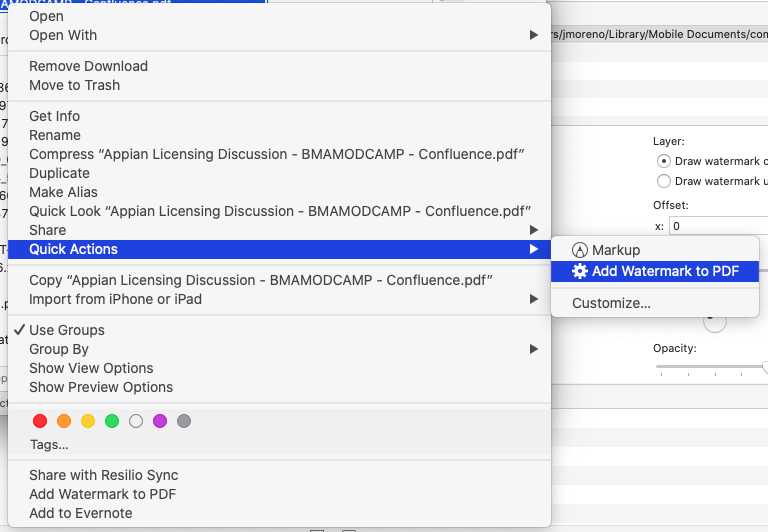 AMODCAMP - Confluence.pdf
Open
Open With
Remove Download
Move to Trash
Get Info
Rename
Compress “Appian Licensing Discussion - BMAMODCAMP - Confluence.pdf”
Duplicate
Make Alias
Quick Look “Appian Licensing Discussion - BMAMODCAMP - Confluence.pdf”
Share
Quick Actions
Copy “Appian Licensing Discussion - BMAMODCAMP - Confluence.pdf”
Import from iPhone or iPad
✓ Use Groups
Group By
Show View Options
Show Preview Options
Tags...
Share with Resilio Sync
Add Watermark to PDF
Add to Evernote
Markup
Add Watermark to PDF
Customize...
rs/jmoreno/Library/Mobile Documents/com
Layer:
Draw watermark o
Draw watermark u
Offset:
x: 0
Opacity: